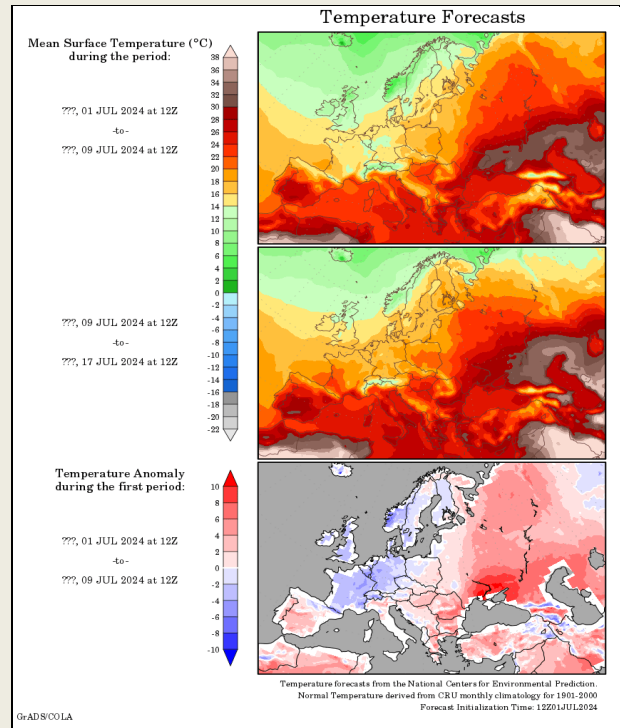 Temperature Forecasts
Mean Surface Temperature (°C)
during the period:
???, 01 JUL 2024 at 12Z
-to-
???, 09 JUL 2024 at 12Z
38
36
34
32
30
28
26
24
22
20
18
16
14
12
10
8
6
4
2
0
-2
-4
-6
-8
-10
-12
-14
-16
-18
-20
-22
???, 09 JUL 2024 at 12Z
-to-
???, 17 JUL 2024 at 12Z
Temperature Anomaly
during the first period:
???, 01 JUL 2024 at 12Z
-to-
???, 09 JUL 2024 at 12Z
10
8
6
4
2
0
-2
-4
-6
-8
-10
Temperature forecasts from the National Centers for Environmental Prediction.
Normal Temperature derived from CRU monthly climatology for 1901-2000
Forecast Initialization Time: 12Z01JUL2024
GrADS/COLA